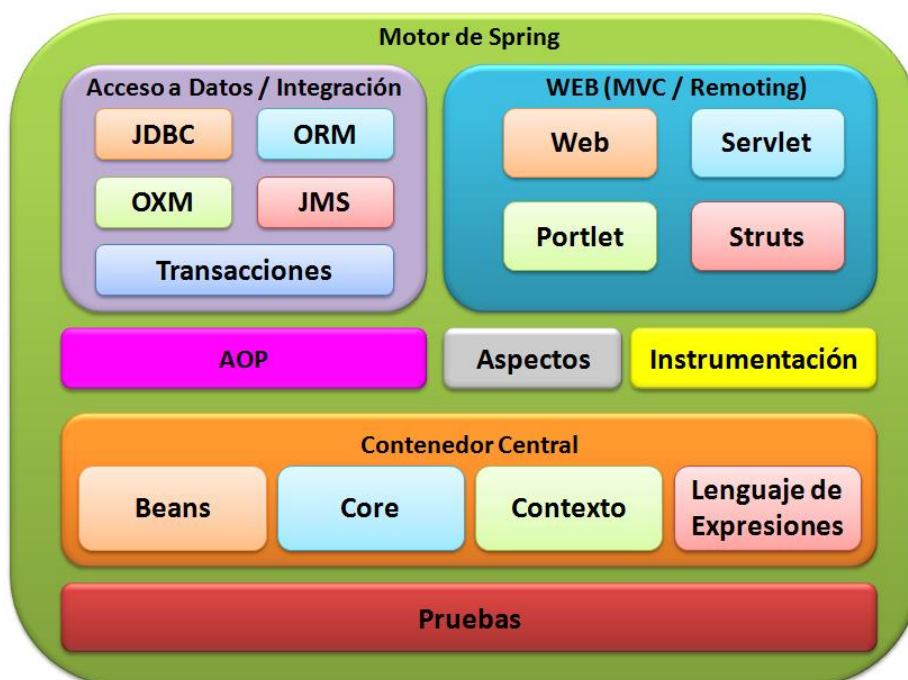 Motor de Spring
Acceso a Datos / Integración
JDBC
ORM
OXM
JMS
Transacciones
WEB (MVC / Remoting)
Web
Servlet
Portlet
Struts
AOP
Aspectos
Instrumentación
Contenedor Central
Beans
Core
Contexto
Lenguaje de
Expresiones
Pruebas